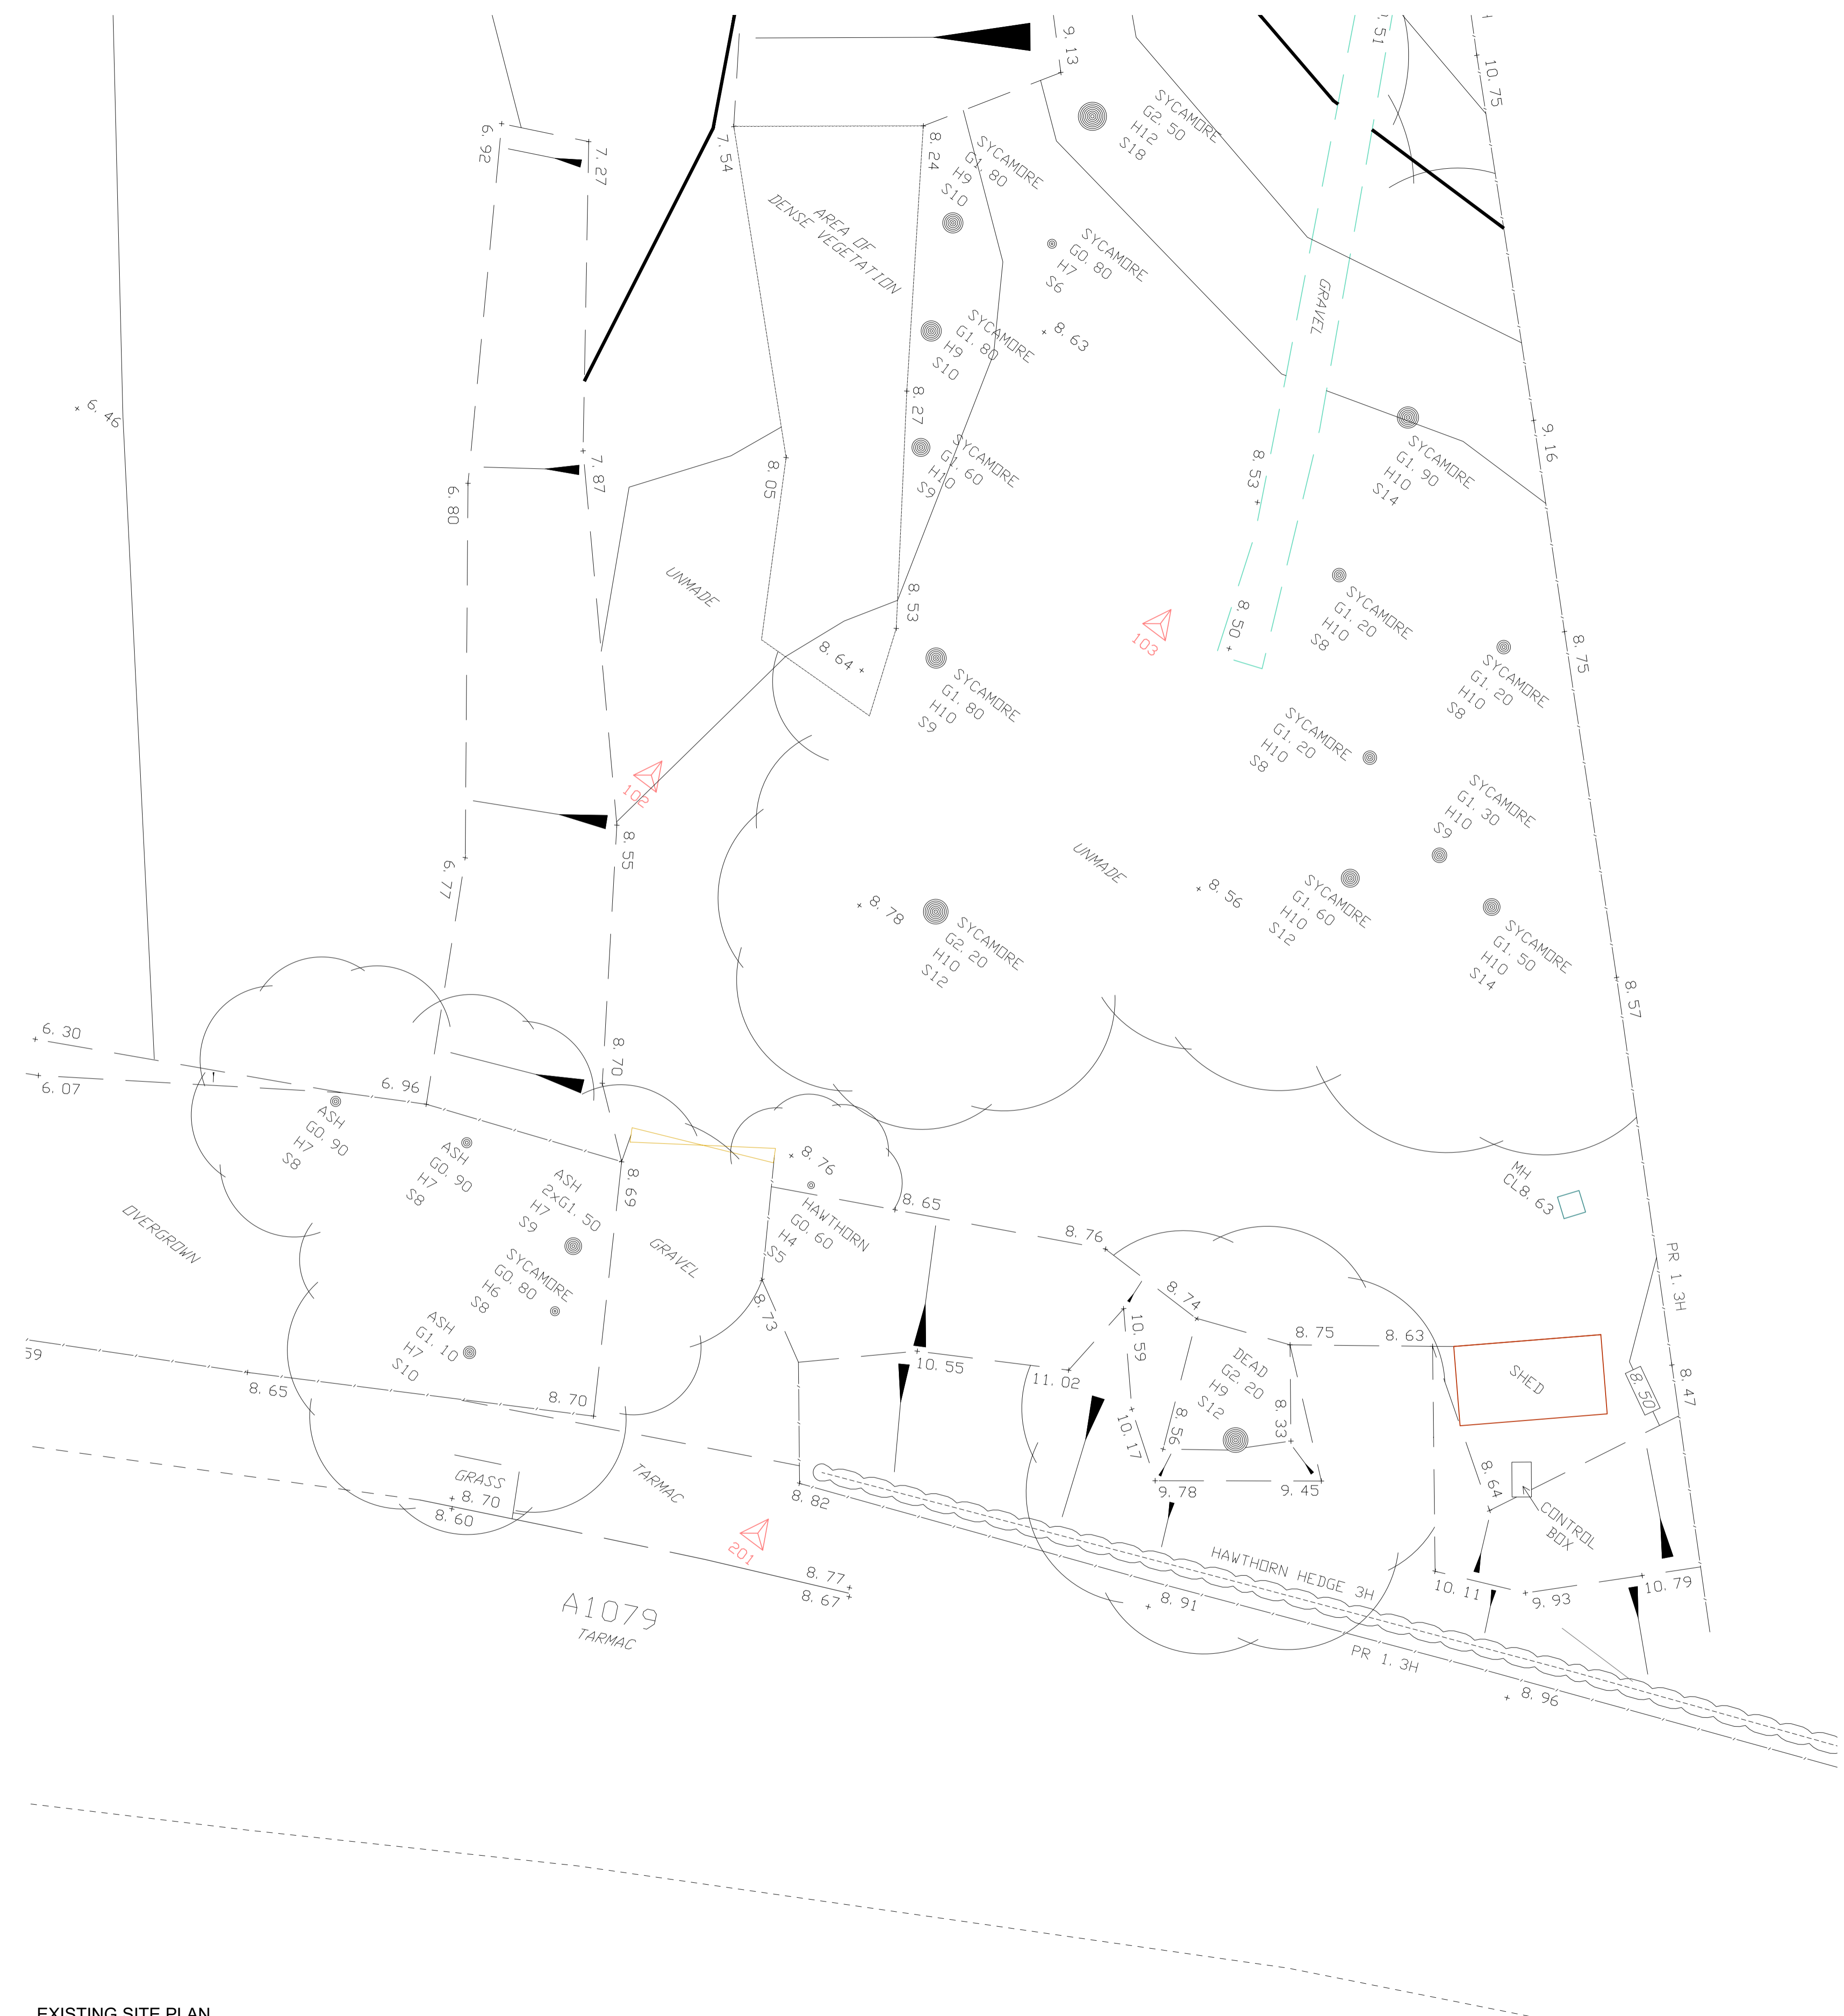 9.13
10.75
SYCAMORE
G2.50
H12
S18
6.92
7.27
7.54
8.24
SYCAMORE
G1.80
H9
S10
AREA OF
DENSE VEGETATION
SYCAMORE
G0.80
H7
S6
GRAVEL
SYCAMORE
G1.80
H9
S10
8.63
6.46
8.27
9.16
SYCAMORE
G1.60
H10
S9
SYCAMORE
G1.90
H10
S14
7.87
8.05
8.53
6.80
UNMADE
8.53
103
8.50
SYCAMORE
G1.20
H10
S8
8.75
8.64
SYCAMORE
G1.80
H10
S9
SYCAMORE
G1.20
H10
S8
SYCAMORE
G1.20
H10
S8
102
SYCAMORE
G1.30
H10
S9
8.55
6.77
UNMADE
8.56
8.78
SYCAMORE
G2.20
H10
S12
SYCAMORE
G1.60
H10
S12
SYCAMORE
G1.50
H10
S14
8.57
6.30
6.07
6.96
8.70
ASH
G0.90
H7
S8
ASH
G0.90
H7
S8
ASH
2xG1.50
H7
S9
8.69
8.76
HAWTHORN
G0.60
H4
S5
8.65
8.76
MH
CL8.63
OVERGROWN
GRAVEL
PR 1.3H
SYCAMORE
G0.80
H6
S8
ASH
G1.10
H7
S10
8.73
8.74
10.59
8.75
8.63
59
8.65
8.70
10.55
11.02
DEAD
G2.20
H9
S12
SHED
8.50
8.47
10.17
8.56
8.33
GRASS
8.70
8.60
TARMAC
8.82
9.78
9.45
8.64
CONTROL
BOX
201
8.77
8.67
HAWTHORN HEDGE 3H
10.11
9.93
10.79
A1079
TARMAC
8.91
PR 1.3H
8.96
EXISTING SITE PLAN